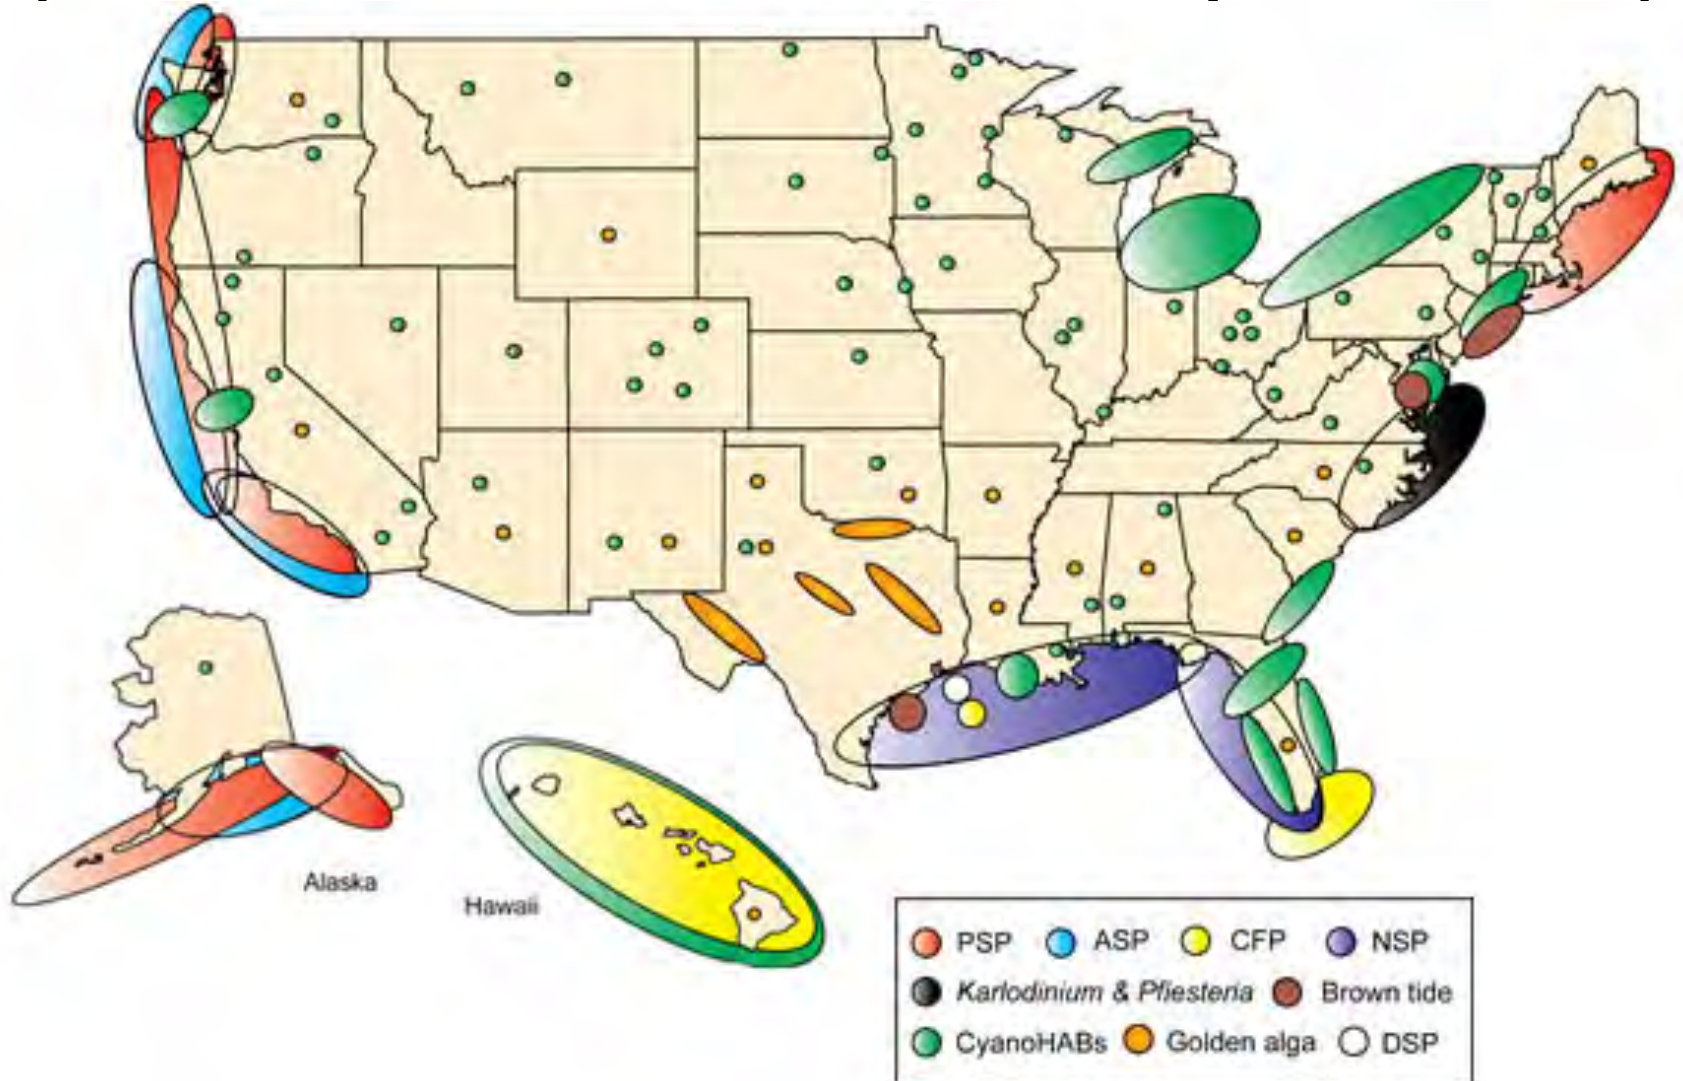 Alaska
Hawaii
PSP ASP CFP NSP
Karlodinium & Pfiesteria Brown tide
CyanoHABs Golden alga DSP